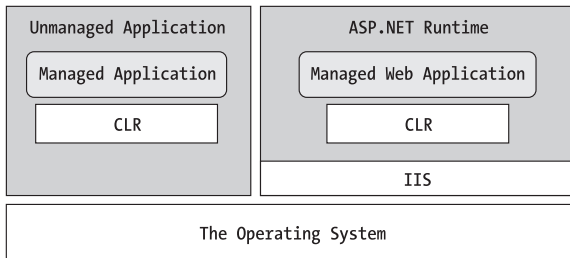 Unmanaged Application
Managed Application
CLR
ASP.NET Runtime
Managed Web Application
CLR
IIS
The Operating System